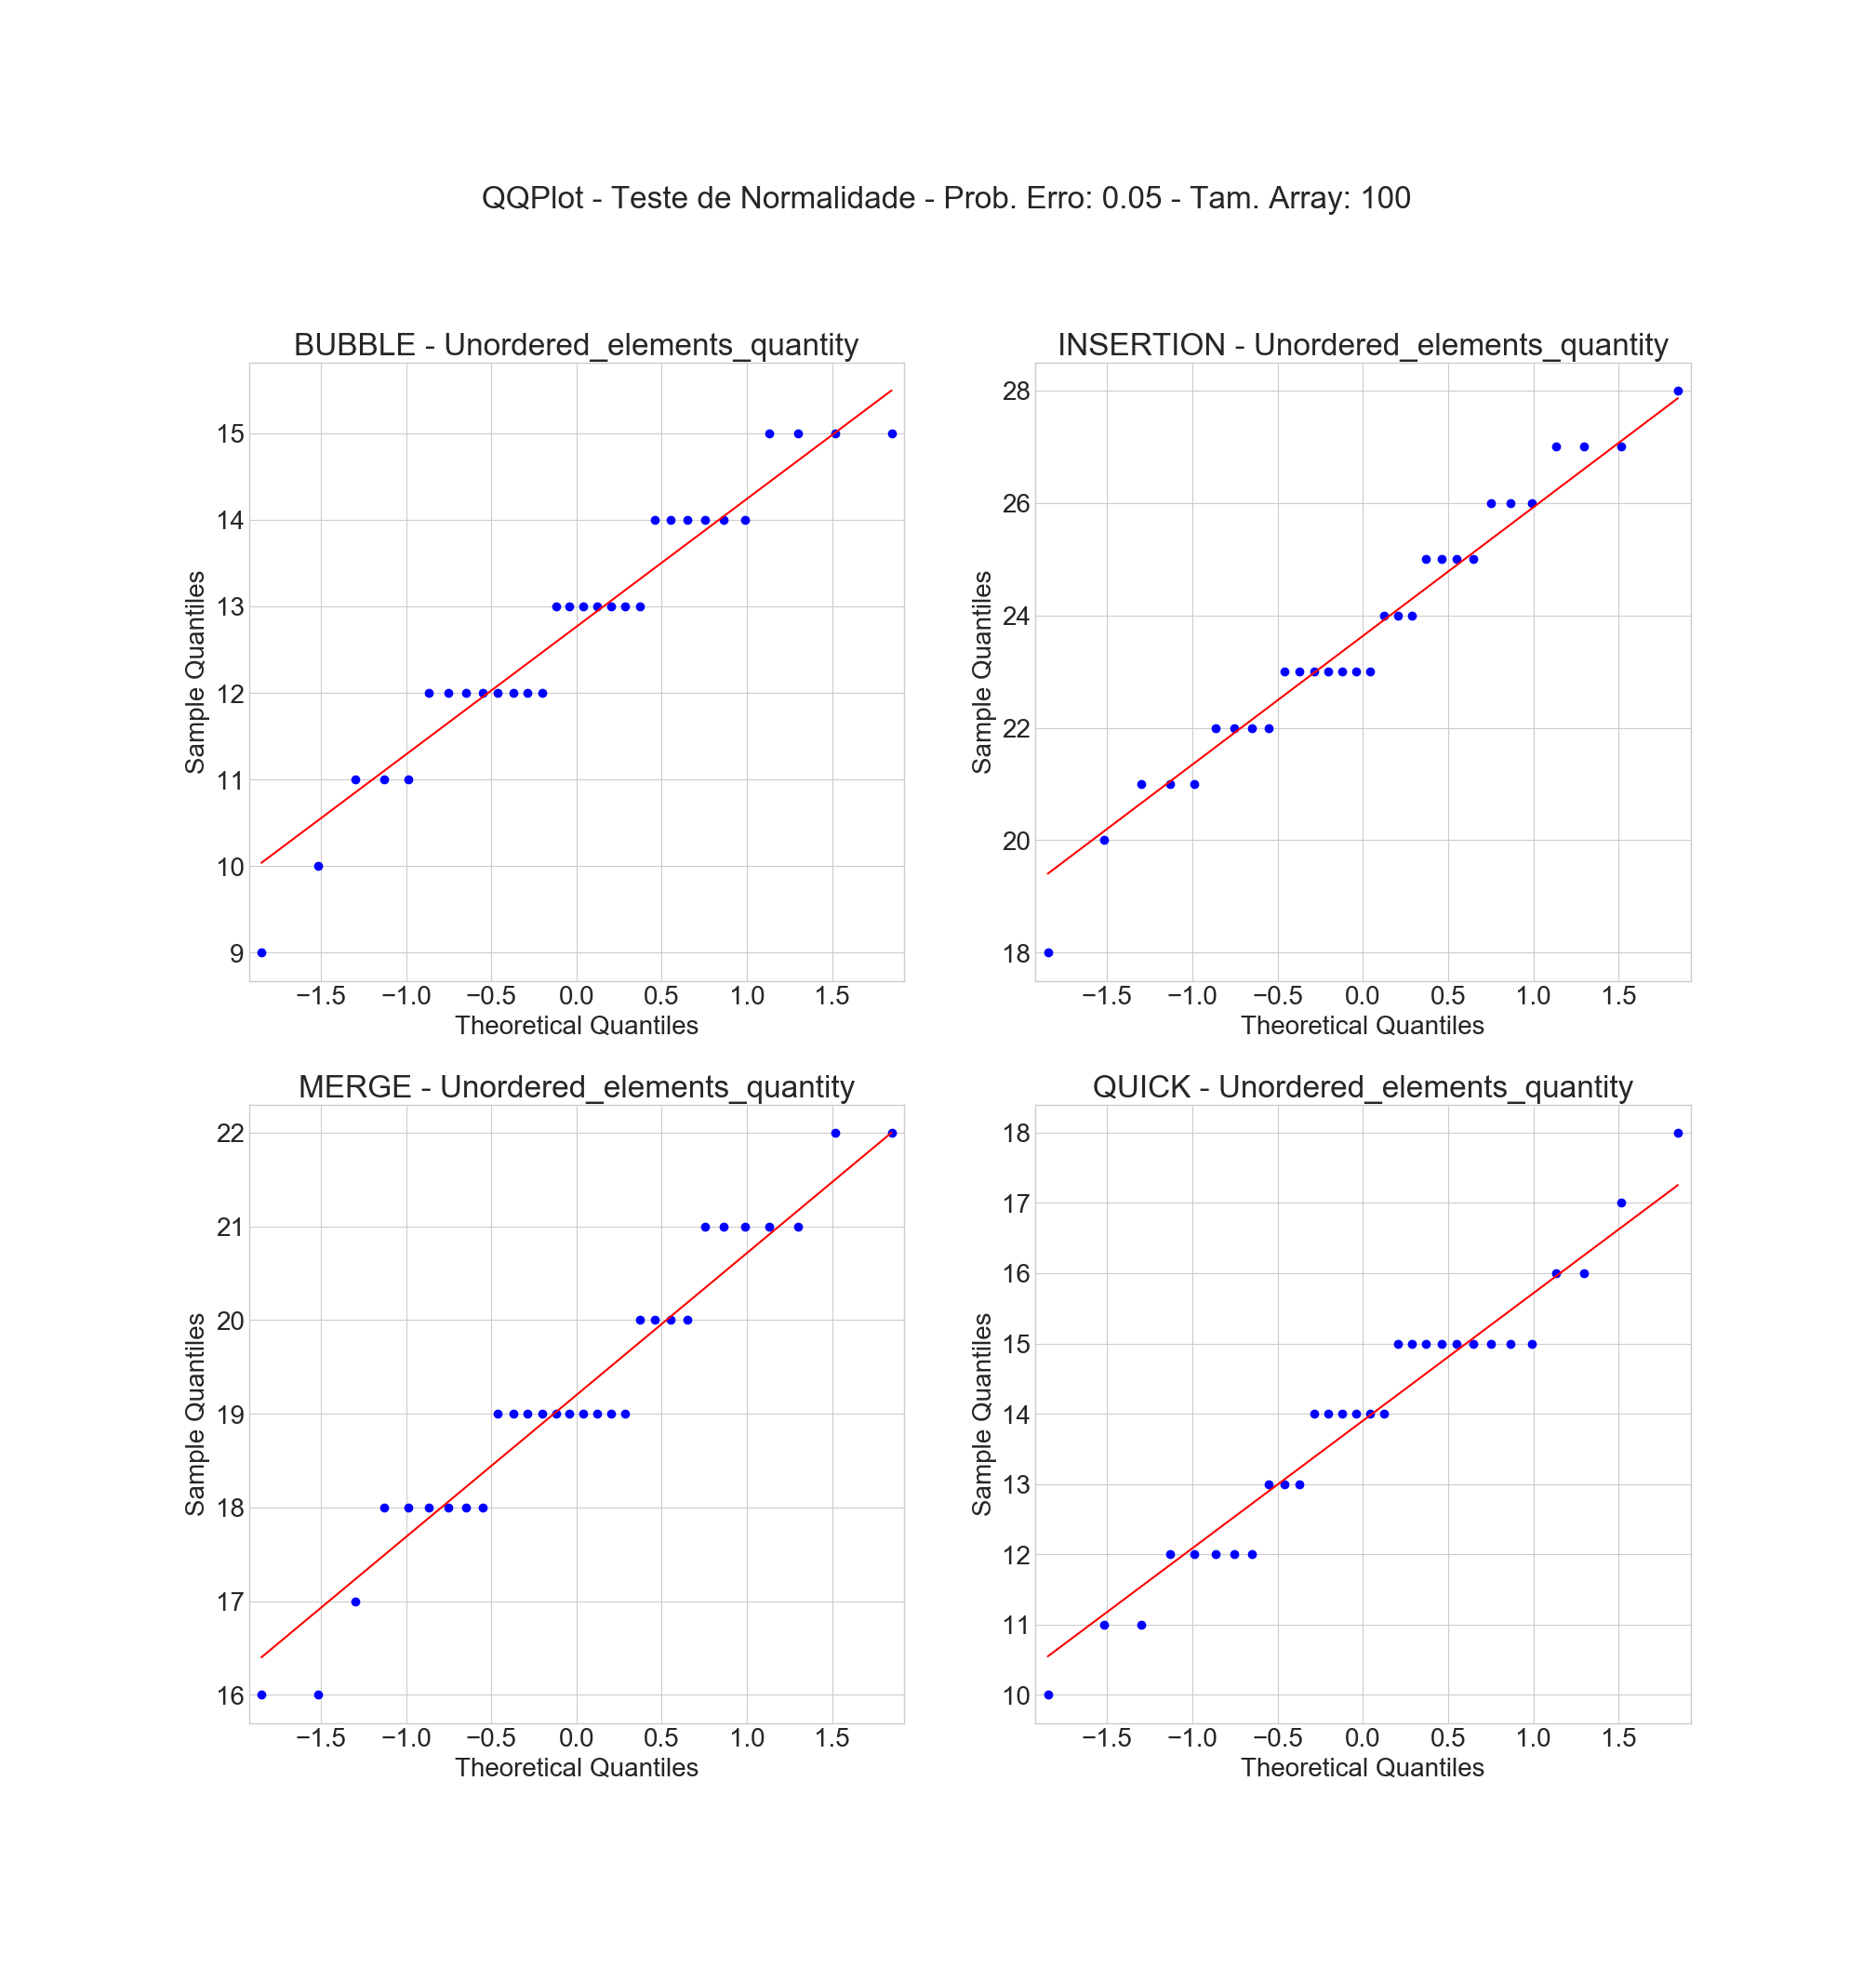 QQPlot - Teste de Normalidade - Prob. Erro: 0.05 - Tam. Array: 100
BUBBLE - Unordered_elements_quantity
15
14
13
12
11
10
9
Sample Quantiles
−1.5 −1.0 −0.5 0.0 0.5 1.0 1.5
Theoretical Quantiles
INSERTION - Unordered_elements_quantity
28
26
24
22
20
18
Sample Quantiles
−1.5 −1.0 −0.5 0.0 0.5 1.0 1.5
Theoretical Quantiles
MERGE - Unordered_elements_quantity
22
21
20
19
18
17
16
Sample Quantiles
−1.5 −1.0 −0.5 0.0 0.5 1.0 1.5
Theoretical Quantiles
QUICK - Unordered_elements_quantity
18
17
16
15
14
13
12
11
10
Sample Quantiles
−1.5 −1.0 −0.5 0.0 0.5 1.0 1.5
Theoretical Quantiles